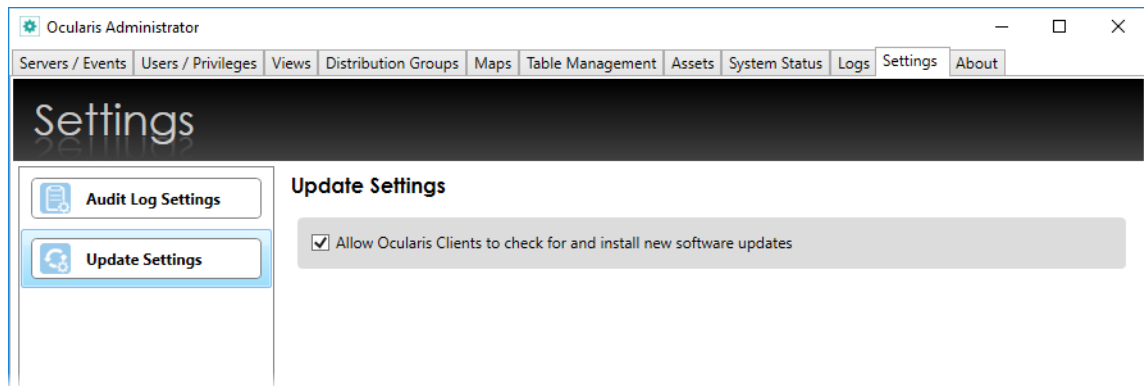 Ocularis Administrator
Servers / Events Users / Privileges Views Distribution Groups Maps Table Management Assets System Status Logs Settings About
Settings
Audit Log Settings
Update Settings
Update Settings
Allow Ocularis Clients to check for and install new software updates